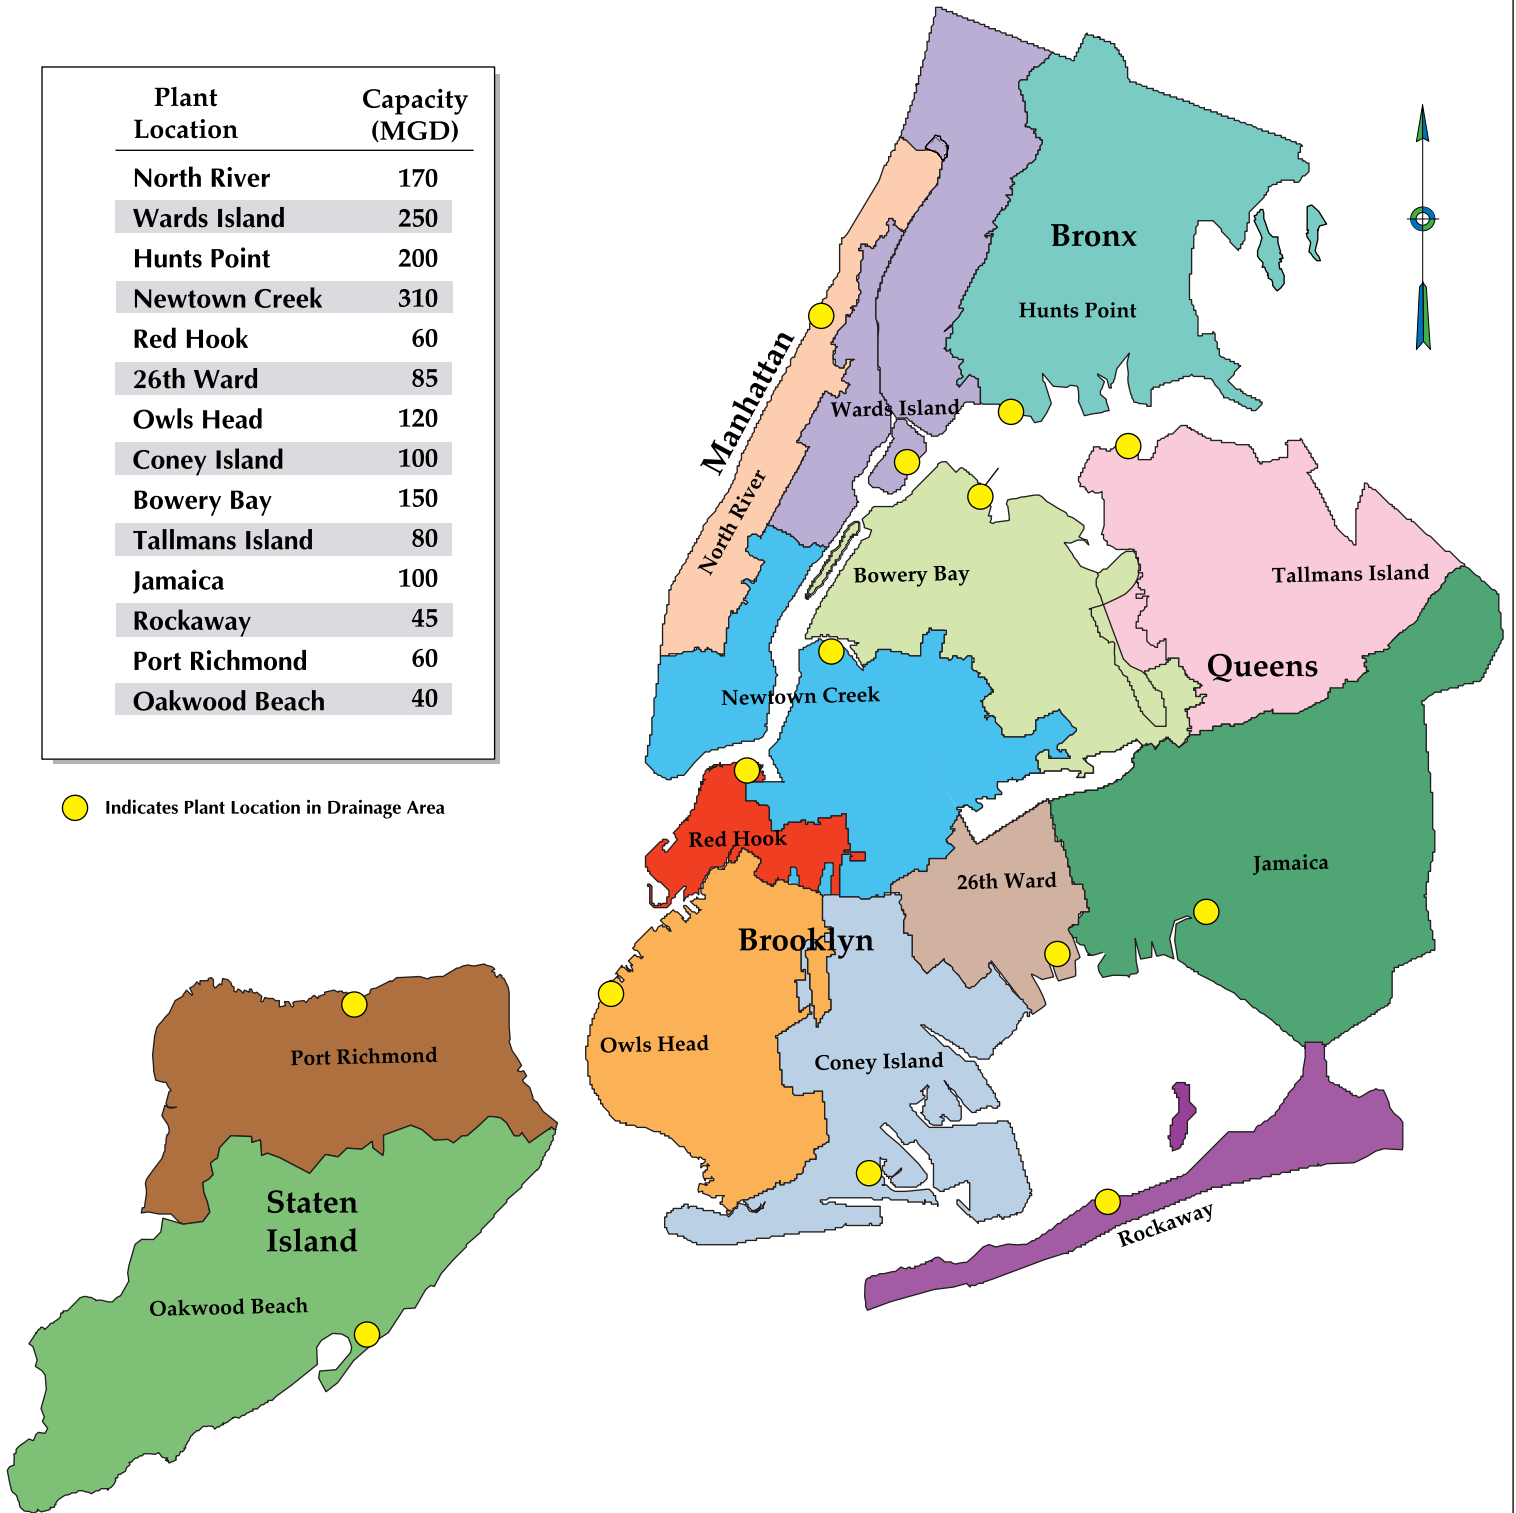 Plant Location	Capacity (MGD)
North River 170
Wards Island 250
Hunts Point 200
Newtown Creek 310
Red Hook 60
26th Ward 85
Owls Head 120
Coney Island 100
Bowery Bay 150
Tallmans Island 80
Jamaica 100
Rockaway 45
Port Richmond 60
Oakwood Beach 40
Indicates Plant Location in Drainage Area
Bronx
Hunts Point
Manhattan
Wards Island
North River
Bowery Bay
Tallmans Island
Queens
Newtown Creek
Red Hook
26th Ward
Jamaica
Brooklyn
Owls Head
Coney Island
Port Richmond
Staten
Island
Rockaway
Oakwood Beach